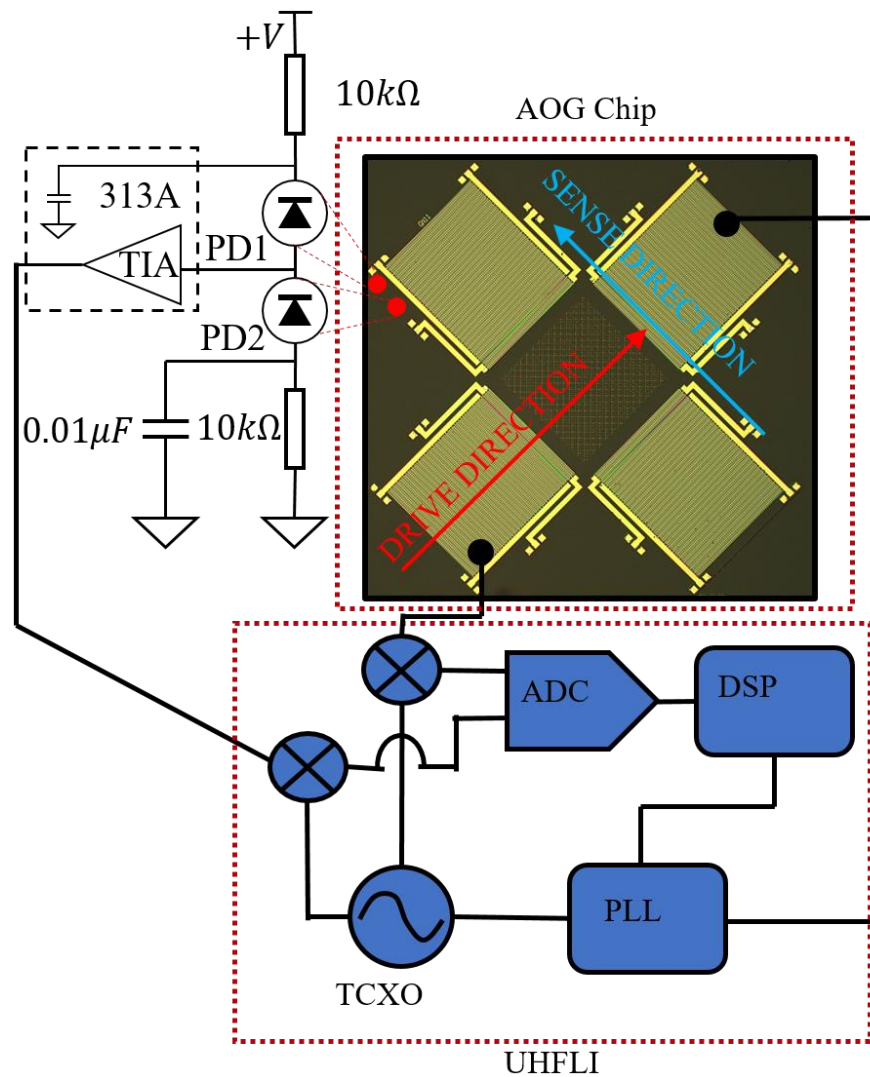 +V
10kΩ
AOG Chip
313A
TIA
PD1
PD2
0.01μF
10kΩ
SENSE DIRECTION
DRIVE DIRECTION
ADC
DSP
PLL
TCXO
UHFLI